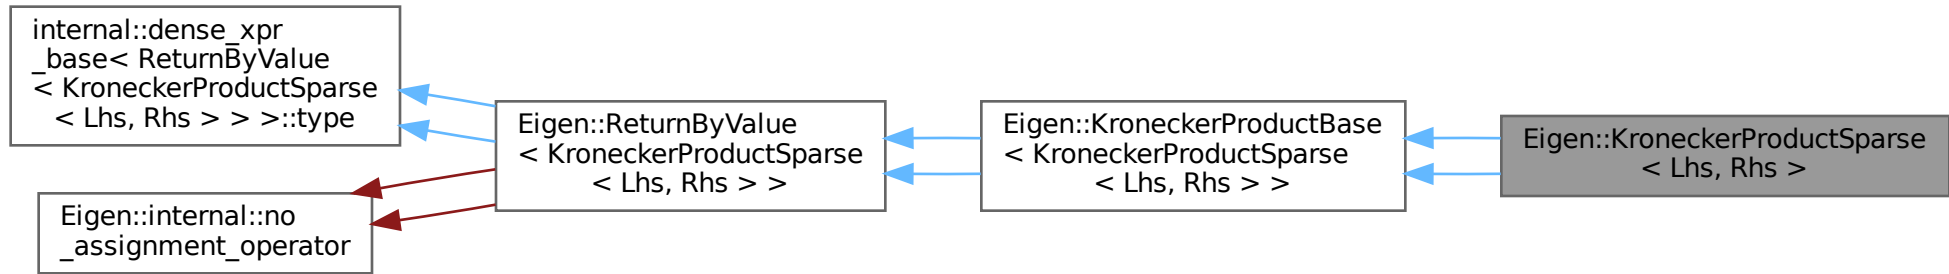 internal::dense_xpr
_base< ReturnByValue
< KroneckerProductSparse
< Lhs, Rhs > > >::type
Eigen::internal::no
_assignment_operator
Eigen::ReturnByValue
< KroneckerProductSparse
< Lhs, Rhs > >
Eigen::KroneckerProductBase
< KroneckerProductSparse
< Lhs, Rhs > >
Eigen::KroneckerProductSparse
< Lhs, Rhs >